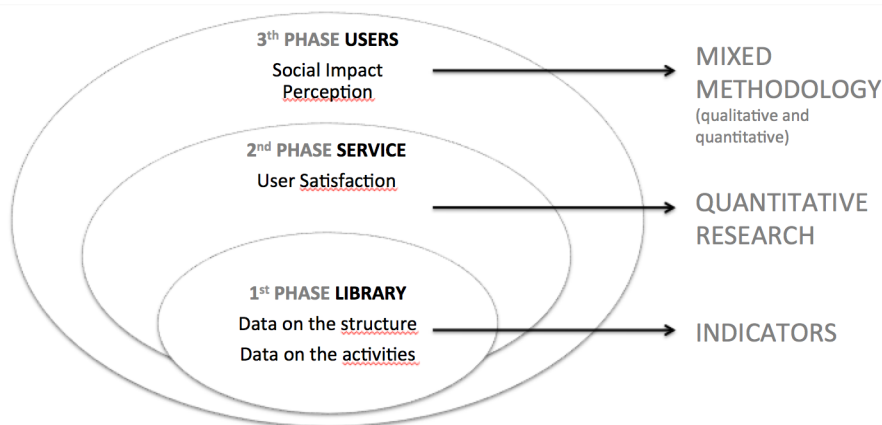 3th PHASE USERS
Social Impact
Perception
MIXED
METHODOLOGY
(qualitative and
quantitative)
2nd PHASE SERVICE
User Satisfaction
QUANTITATIVE
RESEARCH
1st PHASE LIBRARY
Data on the structure
Data on the activities
INDICATORS